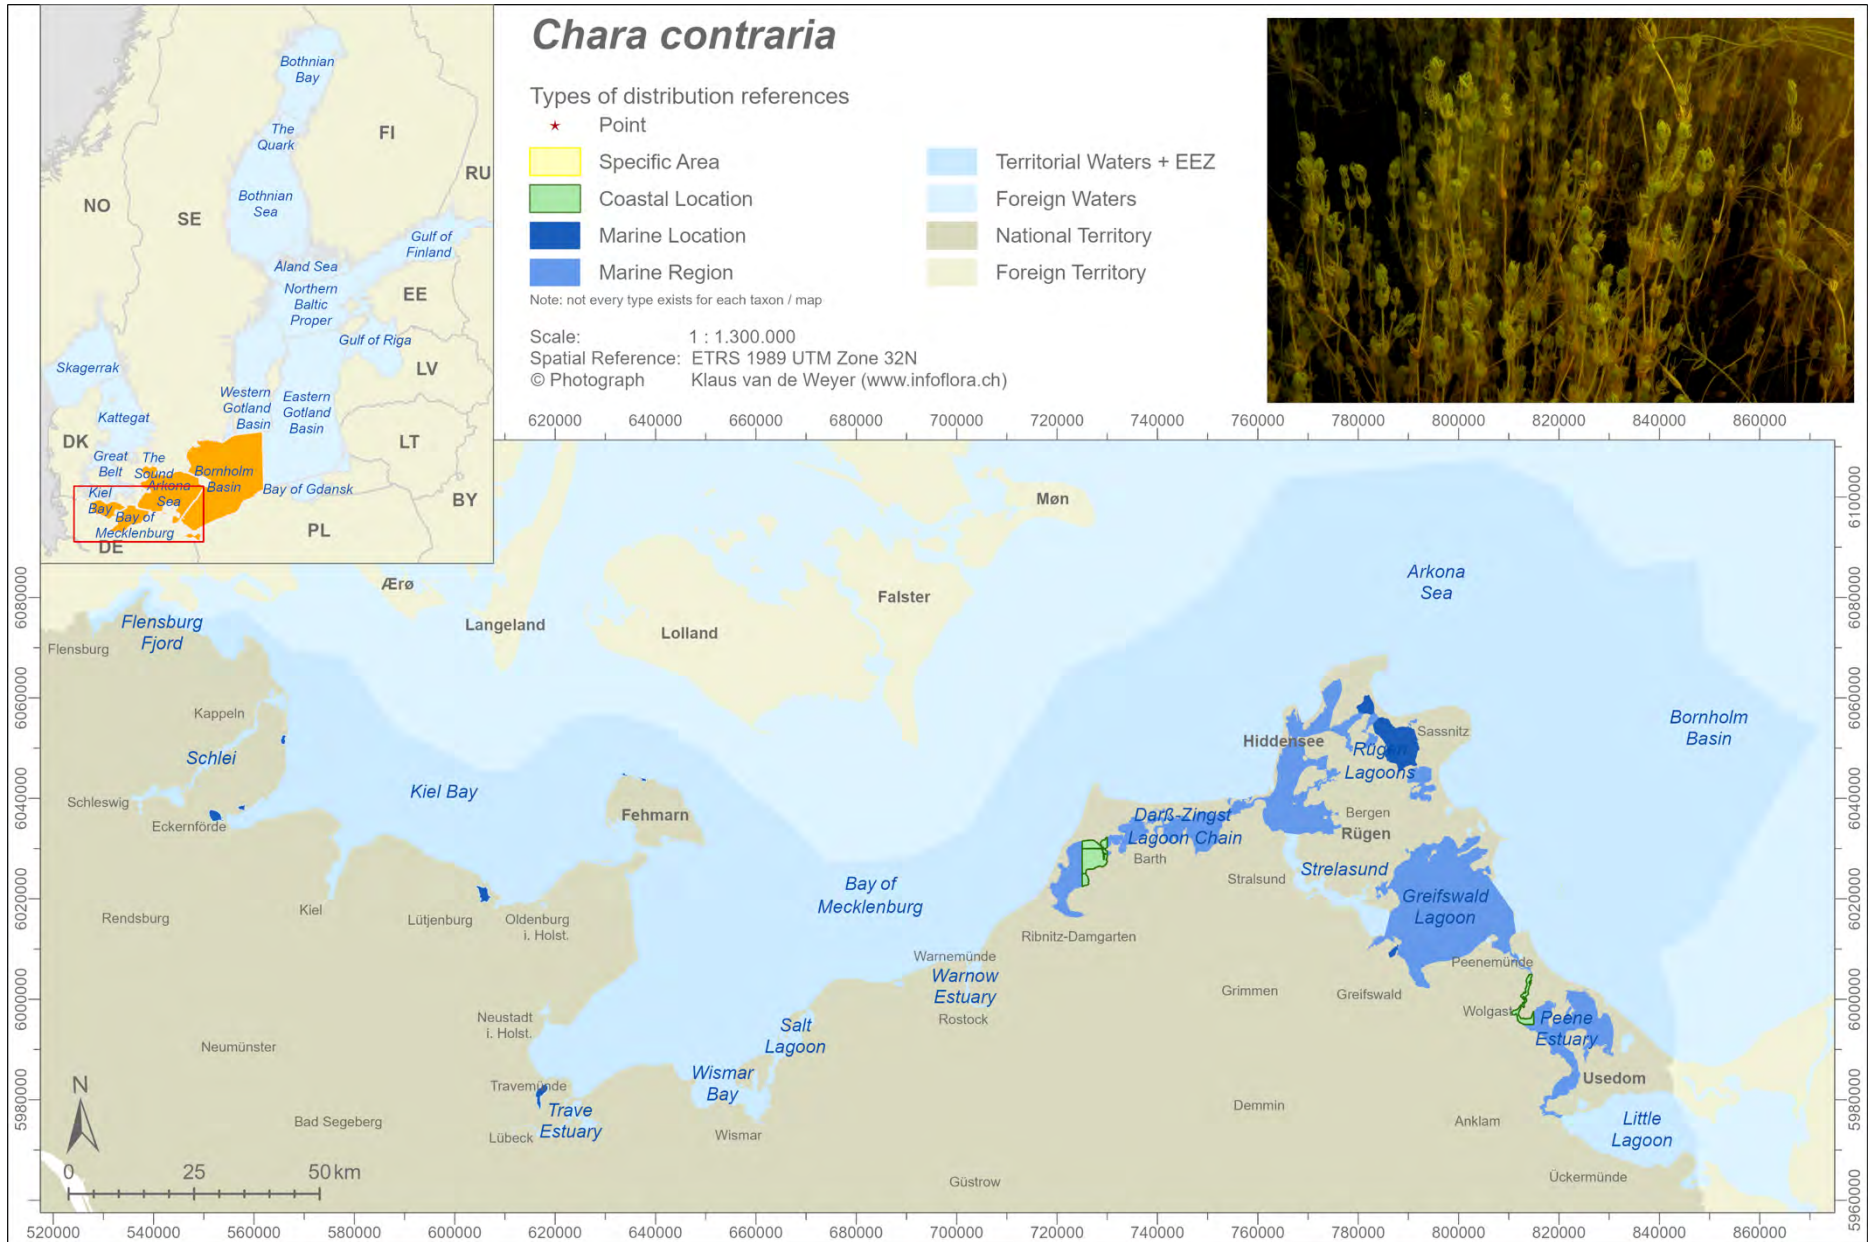 Chara contraria
Types of distribution references
Point
Specific Area
Coastal Location
Marine Location
Marine Region
Territorial Waters + EEZ
Foreign Waters
National Territory
Foreign Territory
Note: not every type exists for each taxon / map
Scale: 1 : 1.300.000
Spatial Reference: ETRS 1989 UTM Zone 32N
© Photograph Klaus van de Weyer (www.infoflora.ch)
Bothnian
Bay
The
Quark
FI
RU
NO
SE
Bothnian
Sea
Gulf of
Finland
Åland Sea
Northern
Baltic
Proper
EE
Gulf of Riga
Skagerrak
LV
Western
Gotland
Basin
Eastern
Gotland
Basin
Kattegat
DK
LT
Great
Belt
The
Sound
Bornholm
Basin
Arkona
Sea
Kiel
Bay
Bay of Gdansk
BY
Bay of
Mecklenburg
PL
DE
620000 640000 660000 680000 700000 720000 740000 760000 780000 800000 820000 840000 860000
6100000
6080000
6060000
6040000
6020000
6000000
5980000
5960000
6080000
6060000
6040000
6020000
6000000
5980000
Møn
Ærø
Langeland
Lolland
Falster
Arkona
Sea
Flensburg
Fjord
Flensburg
Kappeln
Schlei
Schleswig
Eckernförde
Kiel Bay
Fehmarn
Hiddensee
Rügen
Lagoons
Sassnitz
Bornholm
Basin
Bergen
Rügen
Darß-Zingst
Lagoon Chain
Barth
Stralsund
Strelasund
Greifswald
Lagoon
Bay of
Mecklenburg
Rendsburg
Kiel
Lütjenburg
Oldenburg
i. Holst.
Ribnitz-Damgarten
Warnemünde
Warnow
Estuary
Rostock
Grimmen
Greifswald
Peenemünde
Wolgast
Peene
Estuary
Usedom
Neustadt
i. Holst.
Salt
Lagoon
Neumünster
Wismar
Bay
Travemünde
Trave
Estuary
Bad Segeberg
Lübeck
Wismar
Demmin
Anklam
Little
Lagoon
Güstrow
Ückermünde
N
0 25 50 km
520000 540000 560000 580000 600000 620000 640000 660000 680000 700000 720000 740000 760000 780000 800000 820000 840000 860000